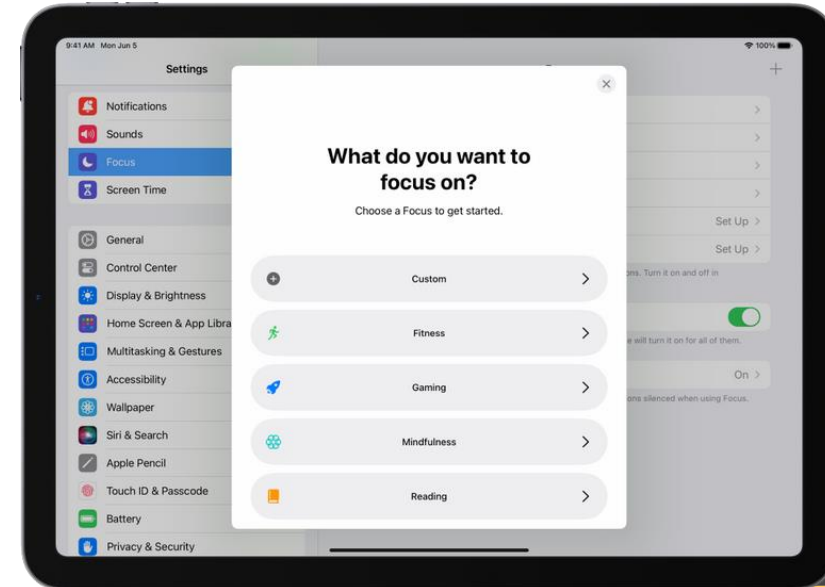 9:41 AM Mon Jun 5
100%
Settings
Notifications
Sounds
Focus
Screen Time
General
Control Center
Display & Brightness
Home Screen & App Libra
Multitasking & Gestures
Accessibility
Wallpaper
Siri & Search
Apple Pencil
Touch ID & Passcode
Battery
Privacy & Security
What do you want to
focus on?
Choose a Focus to get started.
Custom
Fitness
Gaming
Mindfulness
Reading
Set Up
Set Up
ons. Turn it on and off in
e will turn it on for all of them.
On
ons silenced when using Focus.